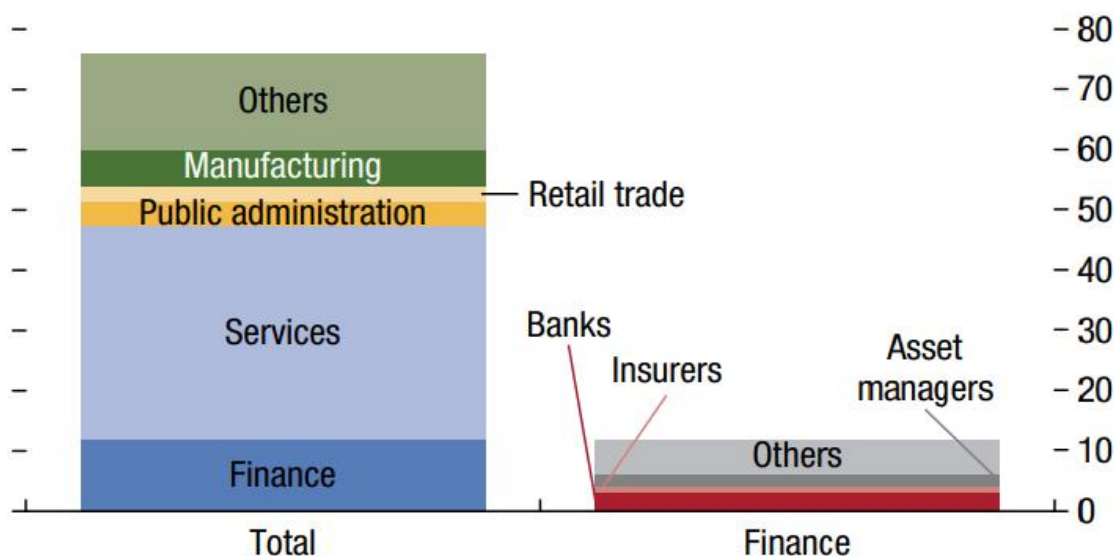 80
70
60
50
40
30
20
10
0
Others
Manufacturing
Retail trade
Public administration
Services
Finance
Banks
Insurers
Asset
managers
Others
Total
Finance